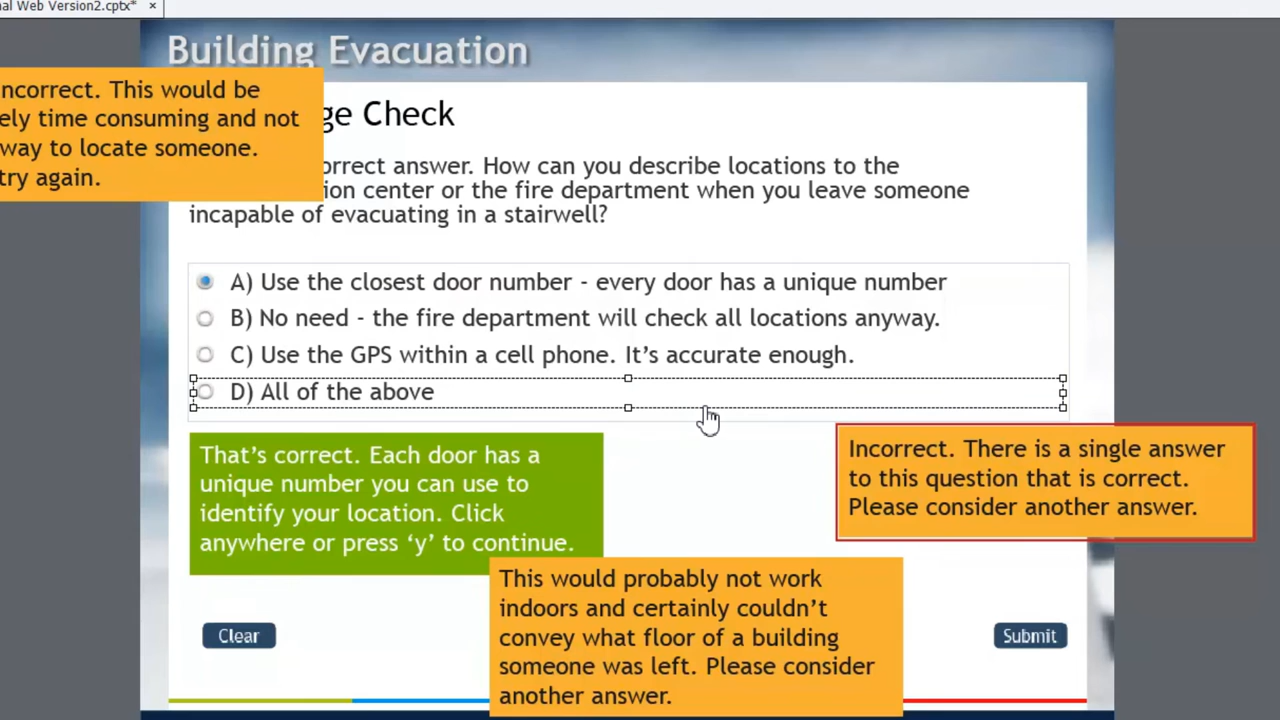 nal Web Version2.cptx* ×
Building Evacuation
ncorrect. This would be
ely time consuming and not
way to locate someone.
try again.
ge Check
orrect answer. How can you describe locations to the
ion center or the fire department when you leave someone
incapable of evacuating in a stairwell?
A) Use the closest door number - every door has a unique number
B) No need - the fire department will check all locations anyway.
C) Use the GPS within a cell phone. It’s accurate enough.
D) All of the above
That’s correct. Each door has a
unique number you can use to
identify your location. Click
anywhere or press ‘y’ to continue.
Incorrect. There is a single answer
to this question that is correct.
Please consider another answer.
This would probably not work
indoors and certainly couldn’t
convey what floor of a building
someone was left. Please consider
another answer.
Clear
Submit